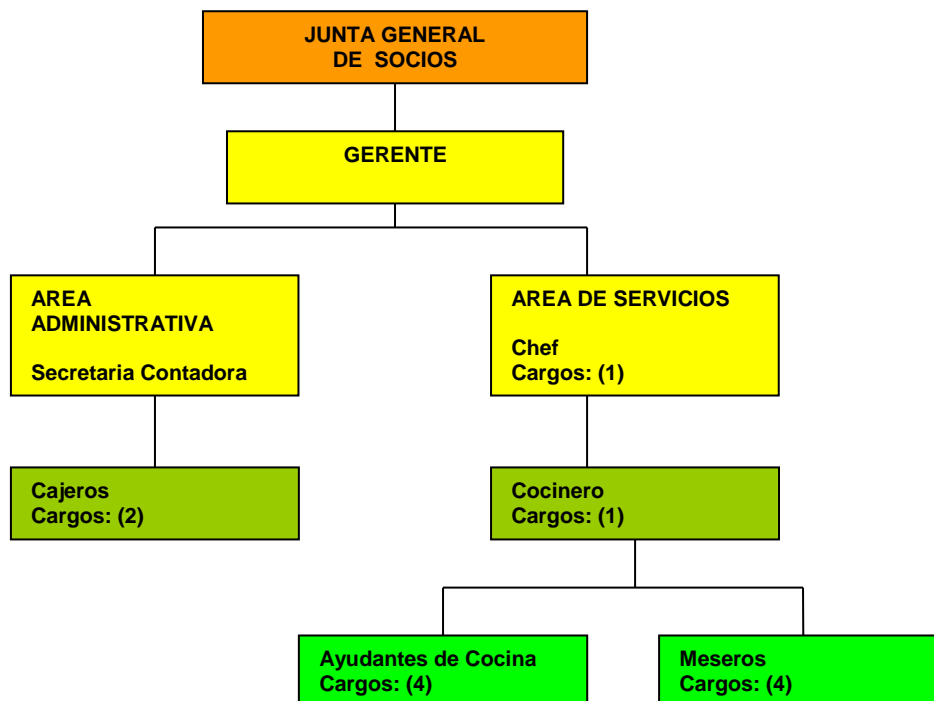 JUNTA GENERAL
DE SOCIOS
GERENTE
AREA
ADMINISTRATIVA
Secretaria Contadora
AREA DE SERVICIOS
Chef
Cargos: (1)
Cajeros
Cargos: (2)
Cocinero
Cargos: (1)
Ayudantes de Cocina
Cargos: (4)
Meseros
Cargos: (4)